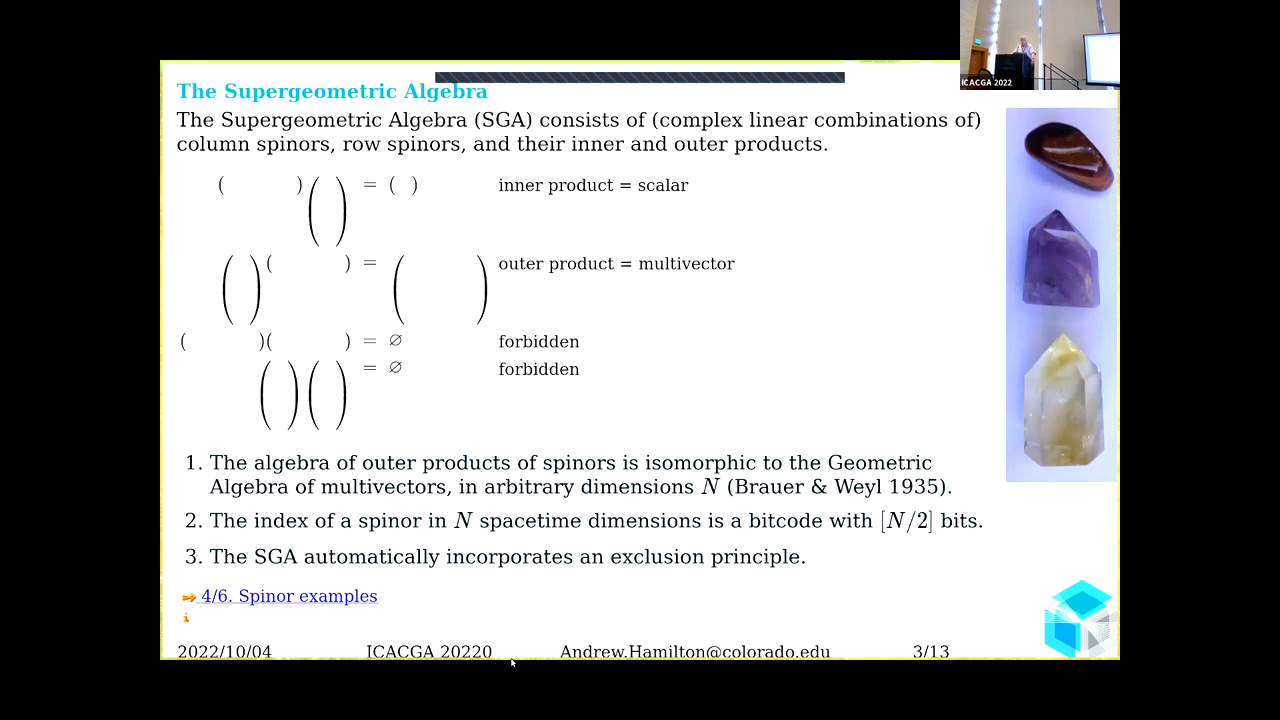 ICACGA 2022
The Supergeometric Algebra
The Supergeometric Algebra (SGA) consists of (complex linear combinations of)
column spinors, row spinors, and their inner and outer products.
( ) ( ) = ( ) inner product = scalar
( ) ( ) = ( ) outer product = multivector
( )( ) = ∅ forbidden
( ) ( ) = ∅ forbidden
1. The algebra of outer products of spinors is isomorphic to the Geometric
Algebra of multivectors, in arbitrary dimensions N (Brauer & Weyl 1935).
2. The index of a spinor in N spacetime dimensions is a bitcode with [N/2] bits.
3. The SGA automatically incorporates an exclusion principle.
4/6. Spinor examples
i
2022/10/04 ICACGA 20220 Andrew.Hamilton@colorado.edu 3/13